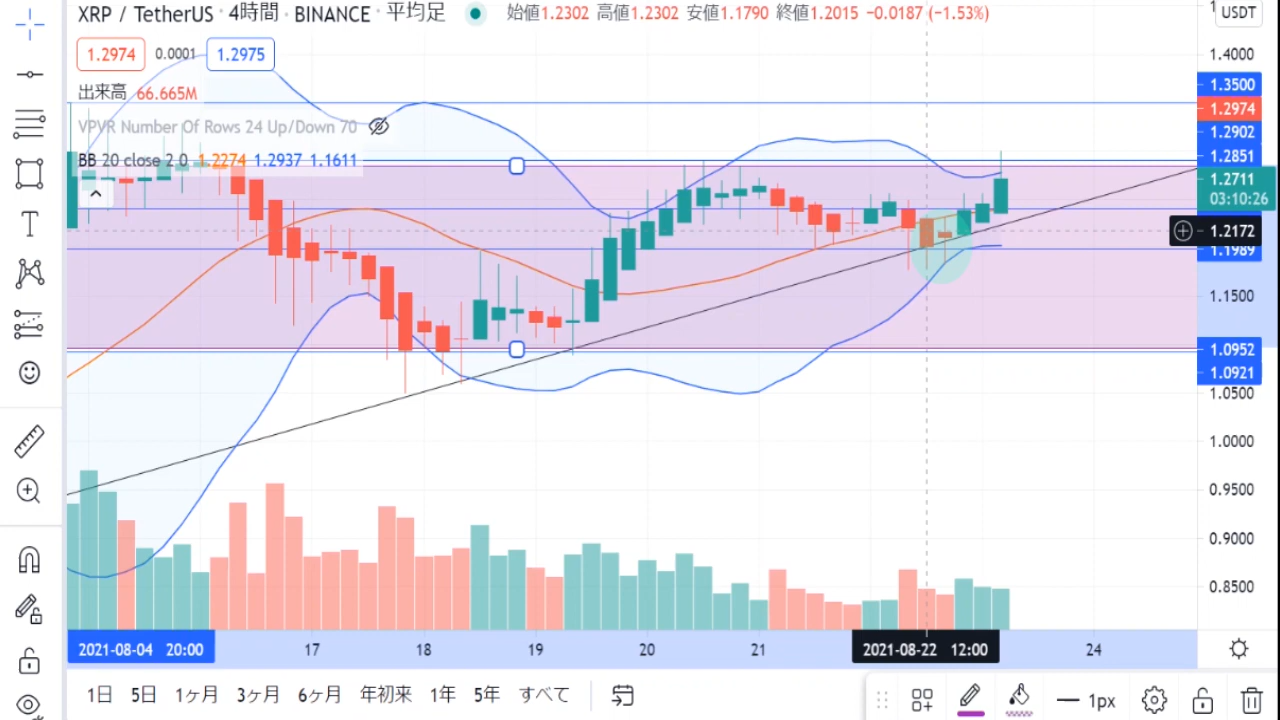 XRP / TetherUS · 4時間 · BINANCE · 平均足 始値1.2302 高値1.2302 安値1.1790 終値1.2015 −0.0187 (−1.53%)
USDT
1.2974 0.0001 1.2975
出来高 66.665M
VPVR Number Of Rows 24 Up/Down 70
BB 20 close 2.0 1.2274 1.2937 1.1611
1.4000
1.3500
1.2974
1.2902
1.2851
1.2711
03:10:26
1.2172
1.1989
1.1500
1.0952
1.0921
1.0500
1.0000
0.9500
0.9000
0.8500
2021-08-04 20:00 17 18 19 20 21 2021-08-22 12:00 24
1日 5日 1ヶ月 3ヶ月 6ヶ月 年初来 1年 5年 すべて
1px